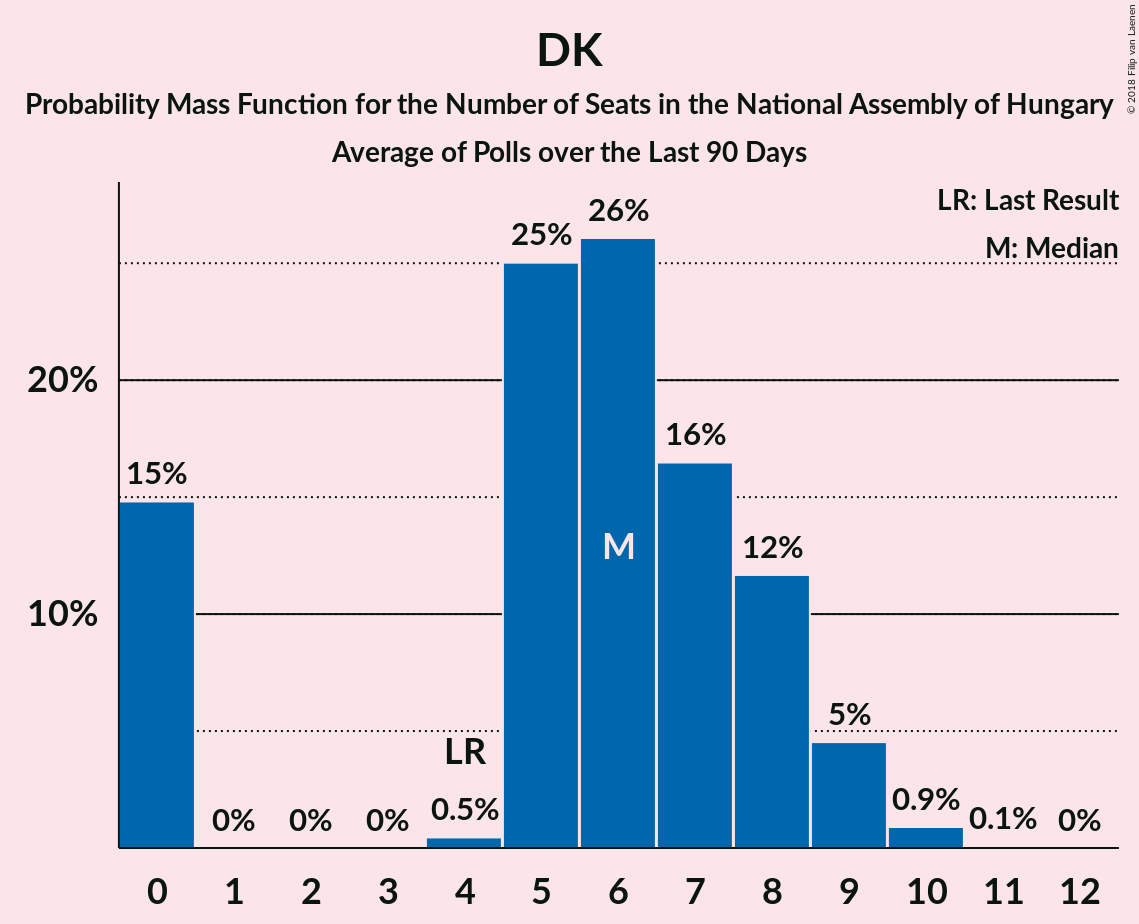 DK
Probability Mass Function for the Number of Seats in the National Assembly of Hungary
Average of Polls over the Last 90 Days
© 2018 Filip van Laenen
LR: Last Result
M: Median
26%
25%
20%
16%
15%
12%
M
10%
LR
5%
0.5%
0.9%
0% 0% 0% 0.1% 0%
0 1 2 3 4 5 6 7 8 9 10 11 12